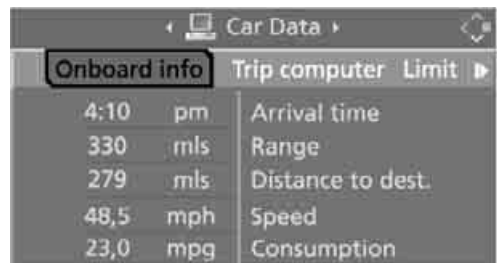 Car Data
Onboard info Trip computer Limit
4:10 pm Arrival time
330 mls Range
279 mls Distance to dest.
48,5 mph Speed
23,0 mpg Consumption